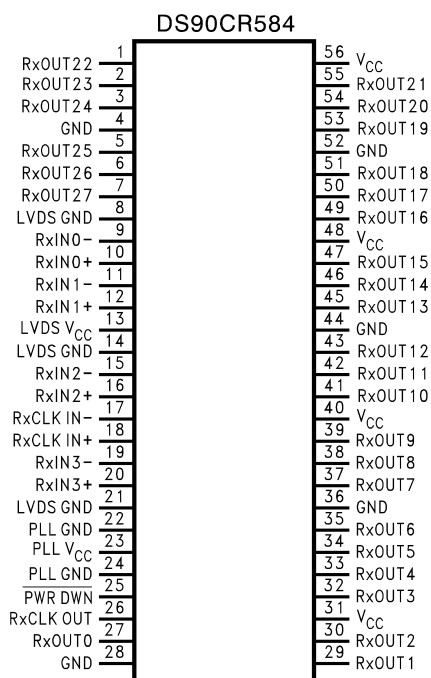 DS90CR584
RxOUT22 1
RxOUT23 2
RxOUT24 3
GND 4
RxOUT25 5
RxOUT26 6
RxOUT27 7
LVDS GND 8
RxIN0− 9
RxIN0+ 10
RxIN1− 11
RxIN1+ 12
LVDS VCC 13
LVDS GND 14
RxIN2− 15
RxIN2+ 16
RxCLK IN− 17
RxCLK IN+ 18
RxIN3− 19
RxIN3+ 20
LVDS GND 21
PLL GND 22
PLL VCC 23
PLL GND 24
PWR DWN 25
RxCLK OUT 26
RxOUT0 27
GND 28
56 VCC
55 RxOUT21
54 RxOUT20
53 RxOUT19
52 GND
51 RxOUT18
50 RxOUT17
49 RxOUT16
48 VCC
47 RxOUT15
46 RxOUT14
45 RxOUT13
44 GND
43 RxOUT12
42 RxOUT11
41 RxOUT10
40 VCC
39 RxOUT9
38 RxOUT8
37 RxOUT7
36 GND
35 RxOUT6
34 RxOUT5
33 RxOUT4
32 RxOUT3
31 VCC
30 RxOUT2
29 RxOUT1